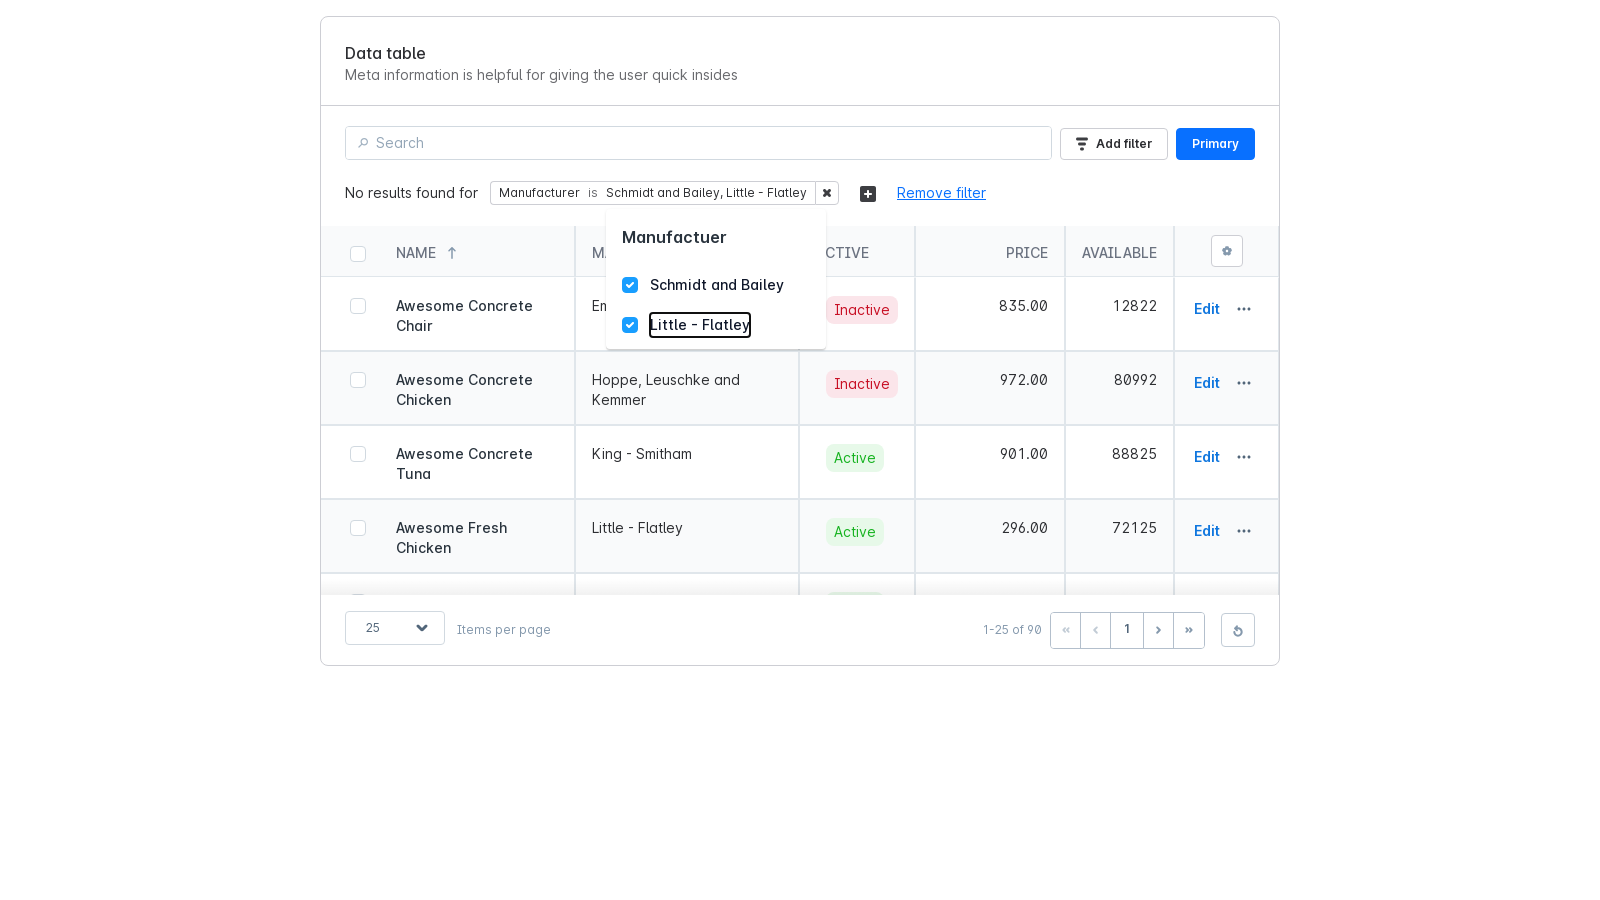 Data table
Meta information is helpful for giving the user quick insides
Search
Add filter
Primary
No results found for
Manufacturer is Schmidt and Bailey, Little - Flatley
Remove filter
Manufactuer
Schmidt and Bailey
Little - Flatley
NAME
MA
CTIVE
PRICE
AVAILABLE
Awesome Concrete
Chair
Em
Inactive
835.00
12822
Edit
Awesome Concrete
Chicken
Hoppe, Leuschke and
Kemmer
Inactive
972.00
80992
Edit
Awesome Concrete
Tuna
King - Smitham
Active
901.00
88825
Edit
Awesome Fresh
Chicken
Little - Flatley
Active
296.00
72125
Edit
25
Items per page
1-25 of 90
«
‹
1
›
»